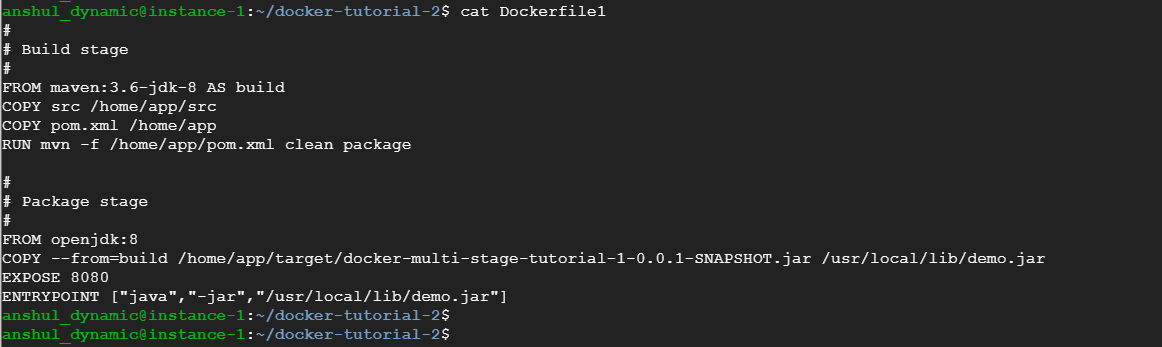 anshul_dynamic@instance-1:~/docker-tutorial-2$ cat Dockerfile1
#
# Build stage
#
FROM maven:3.6-jdk-8 AS build
COPY src /home/app/src
COPY pom.xml /home/app
RUN mvn -f /home/app/pom.xml clean package
#
# Package stage
#
FROM openjdk:8
COPY --from=build /home/app/target/docker-multi-stage-tutorial-1-0.0.1-SNAPSHOT.jar /usr/local/lib/demo.jar
EXPOSE 8080
ENTRYPOINT ["java","-jar","/usr/local/lib/demo.jar"]
anshul_dynamic@instance-1:~/docker-tutorial-2$
anshul_dynamic@instance-1:~/docker-tutorial-2$